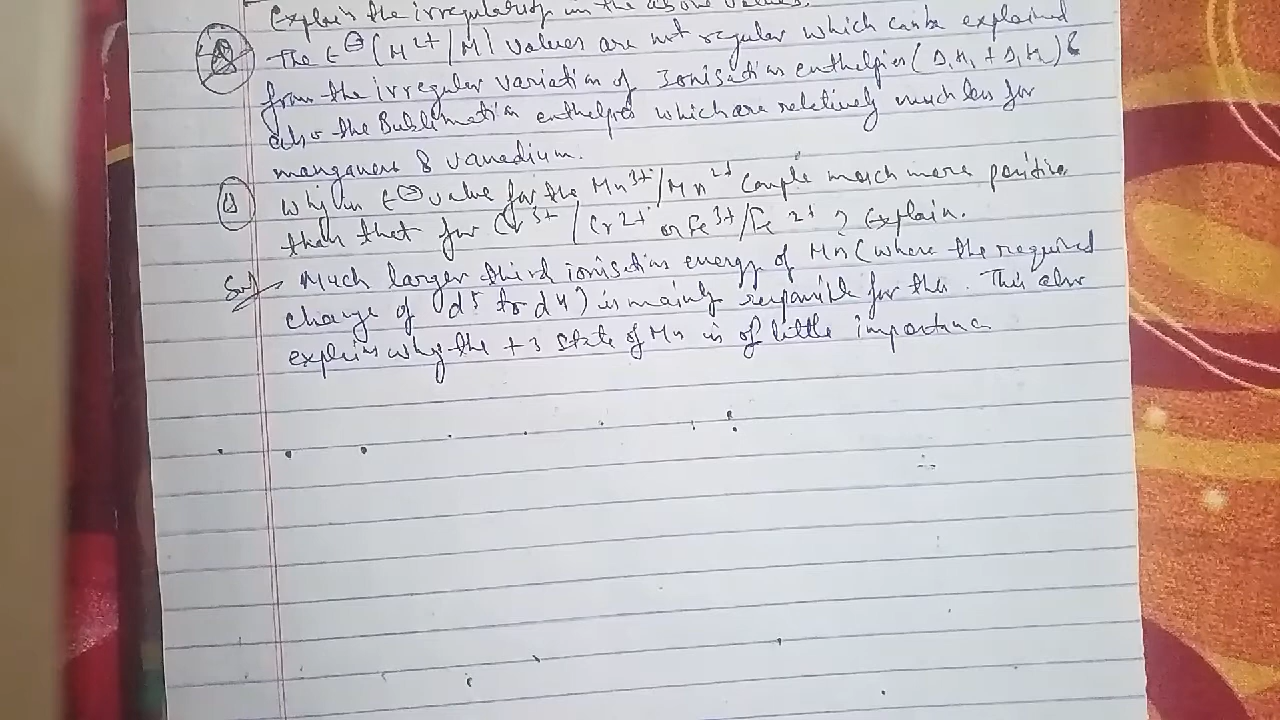 Explain the irregularity in the above values.
The E⊖ (M2+/M) values are not regular which can be explained
from the irregular variation of Ionisation enthalpies (ΔiH1 + ΔiH2) &
also the Sublimation enthalpies which are relatively much less for
manganese & vanadium.
Q Why is E⊖ value for the Mn3+/Mn2+ couple much more positive
than that for Cr3+/Cr2+ or Fe3+/Fe2+ ? Explain.
Sol Much larger third ionisation energy of Mn (where the required
change of d5 to d4) is mainly responsible for this. This also
explains why the +3 state of Mn is of little importance